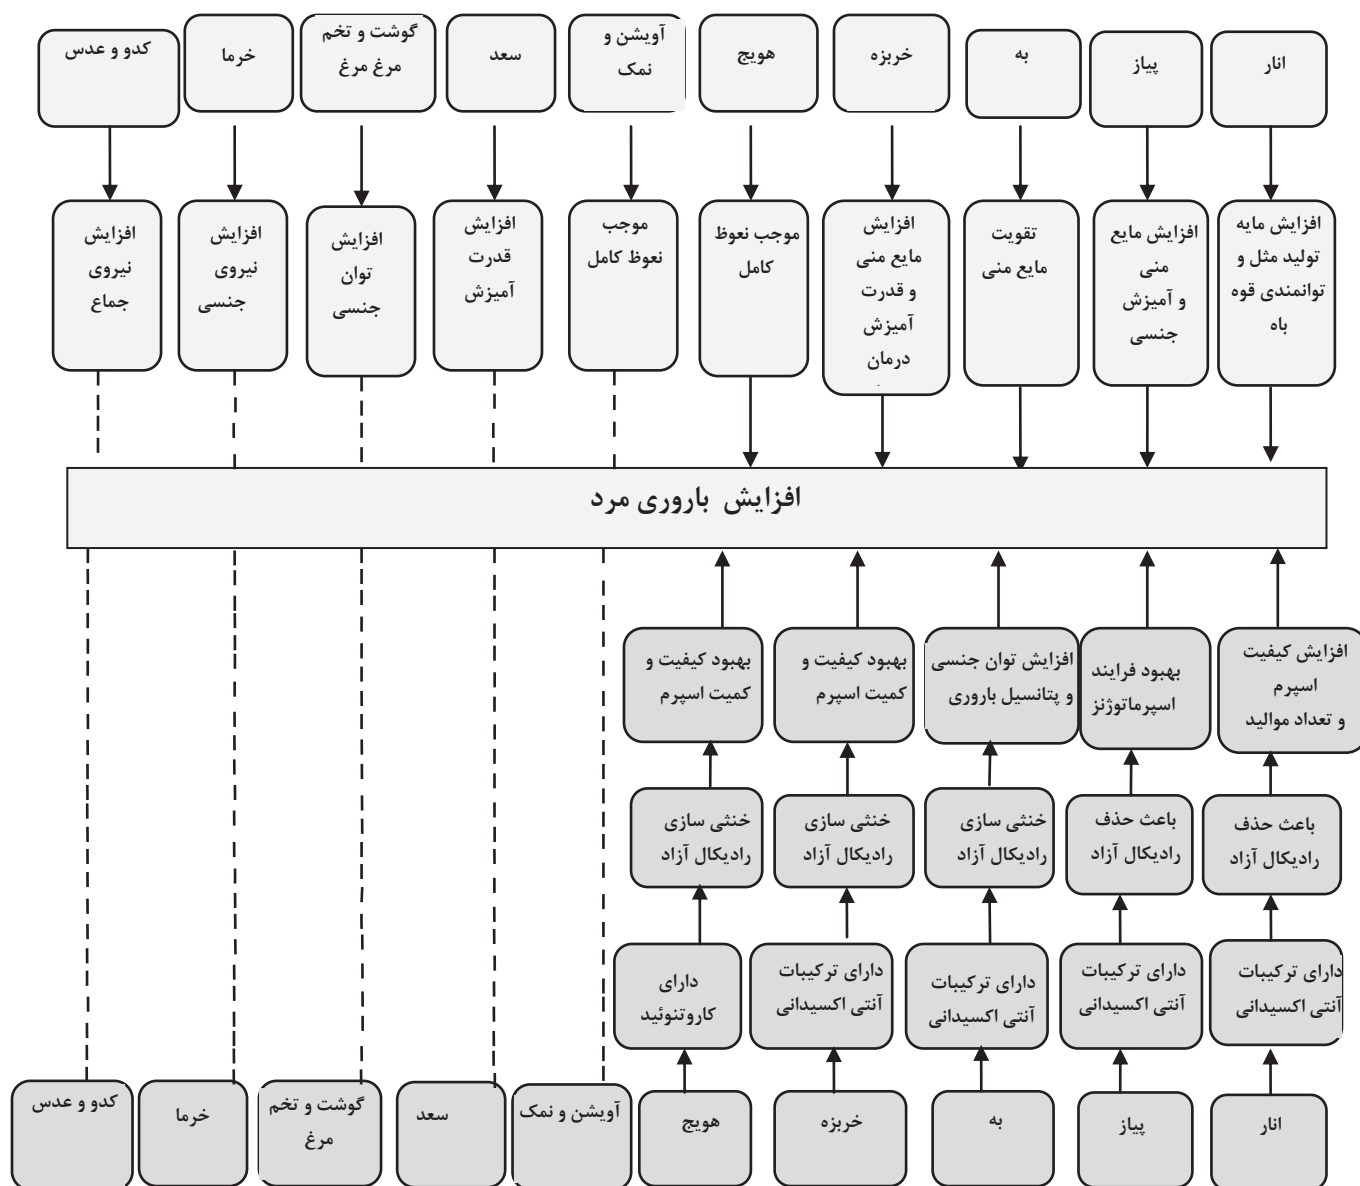 انار
پیاز
به
خربزه
هویج
آویشن و
نمک
سعد
گوشت و تخم
مرغ مرغ
خرما
کدو و عدس
افزایش مایه
تولید مثل و
توانمندی قوه
باه
افزایش مایع
منی
و آمیزش
جنسی
تقویت
مایع منی
افزایش
مایع منی
و قدرت
آمیزش
درمان
موجب نعوظ
کامل
موجب
نعوظ کامل
افزایش
قدرت
آمیزش
افزایش
توان
جنسی
افزایش
نیروی
جنسی
افزایش
نیروی
جماع
افزایش باروری مرد
افزایش کیفیت
اسپرم
و تعداد موالید
بهبود فرایند
اسپرماتوژنز
افزایش توان جنسی
و پتانسیل باروری
بهبود کیفیت و
کمیت اسپرم
بهبود کیفیت و
کمیت اسپرم
باعث حذف
رادیکال آزاد
باعث حذف
رادیکال آزاد
خنثی سازی
رادیکال آزاد
خنثی سازی
رادیکال آزاد
خنثی سازی
رادیکال آزاد
دارای ترکیبات
آنتی اکسیدانی
دارای ترکیبات
آنتی اکسیدانی
دارای ترکیبات
آنتی اکسیدانی
دارای ترکیبات
آنتی اکسیدانی
دارای
کاروتنوئید
انار
پیاز
به
خربزه
هویج
آویشن و نمک
سعد
گوشت و تخم
مرغ
خرما
کدو و عدس